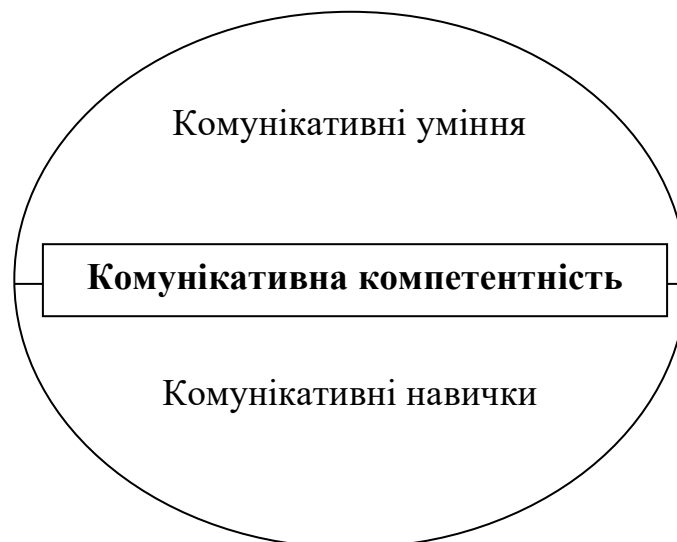 Комунікативні уміння
Комунікативна компетентність
Комунікативні навички